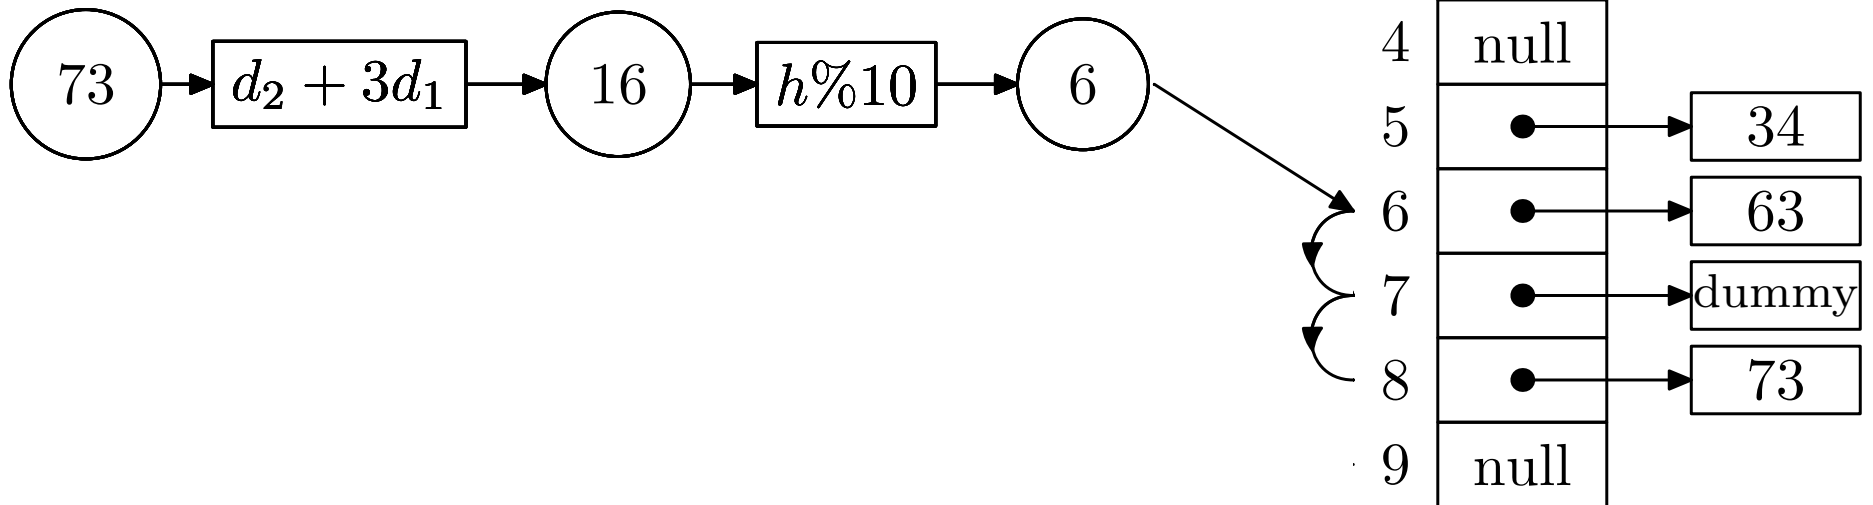 73 d₂ + 3d₁ 16 h%10 6
4 null
5 34
6 63
7 dummy
8 73
9 null